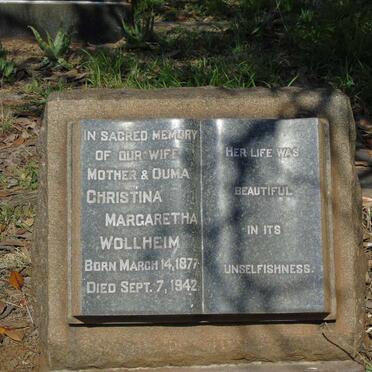 IN SACRED MEMORY
OF OUR WIFE
MOTHER & OUMA
CHRISTINA
MARGARETHA
WOLLHEIM
BORN MARCH 14, 1877
DIED SEPT. 7, 1942.
HER LIFE WAS
BEAUTIFUL
IN ITS
UNSELFISHNESS.